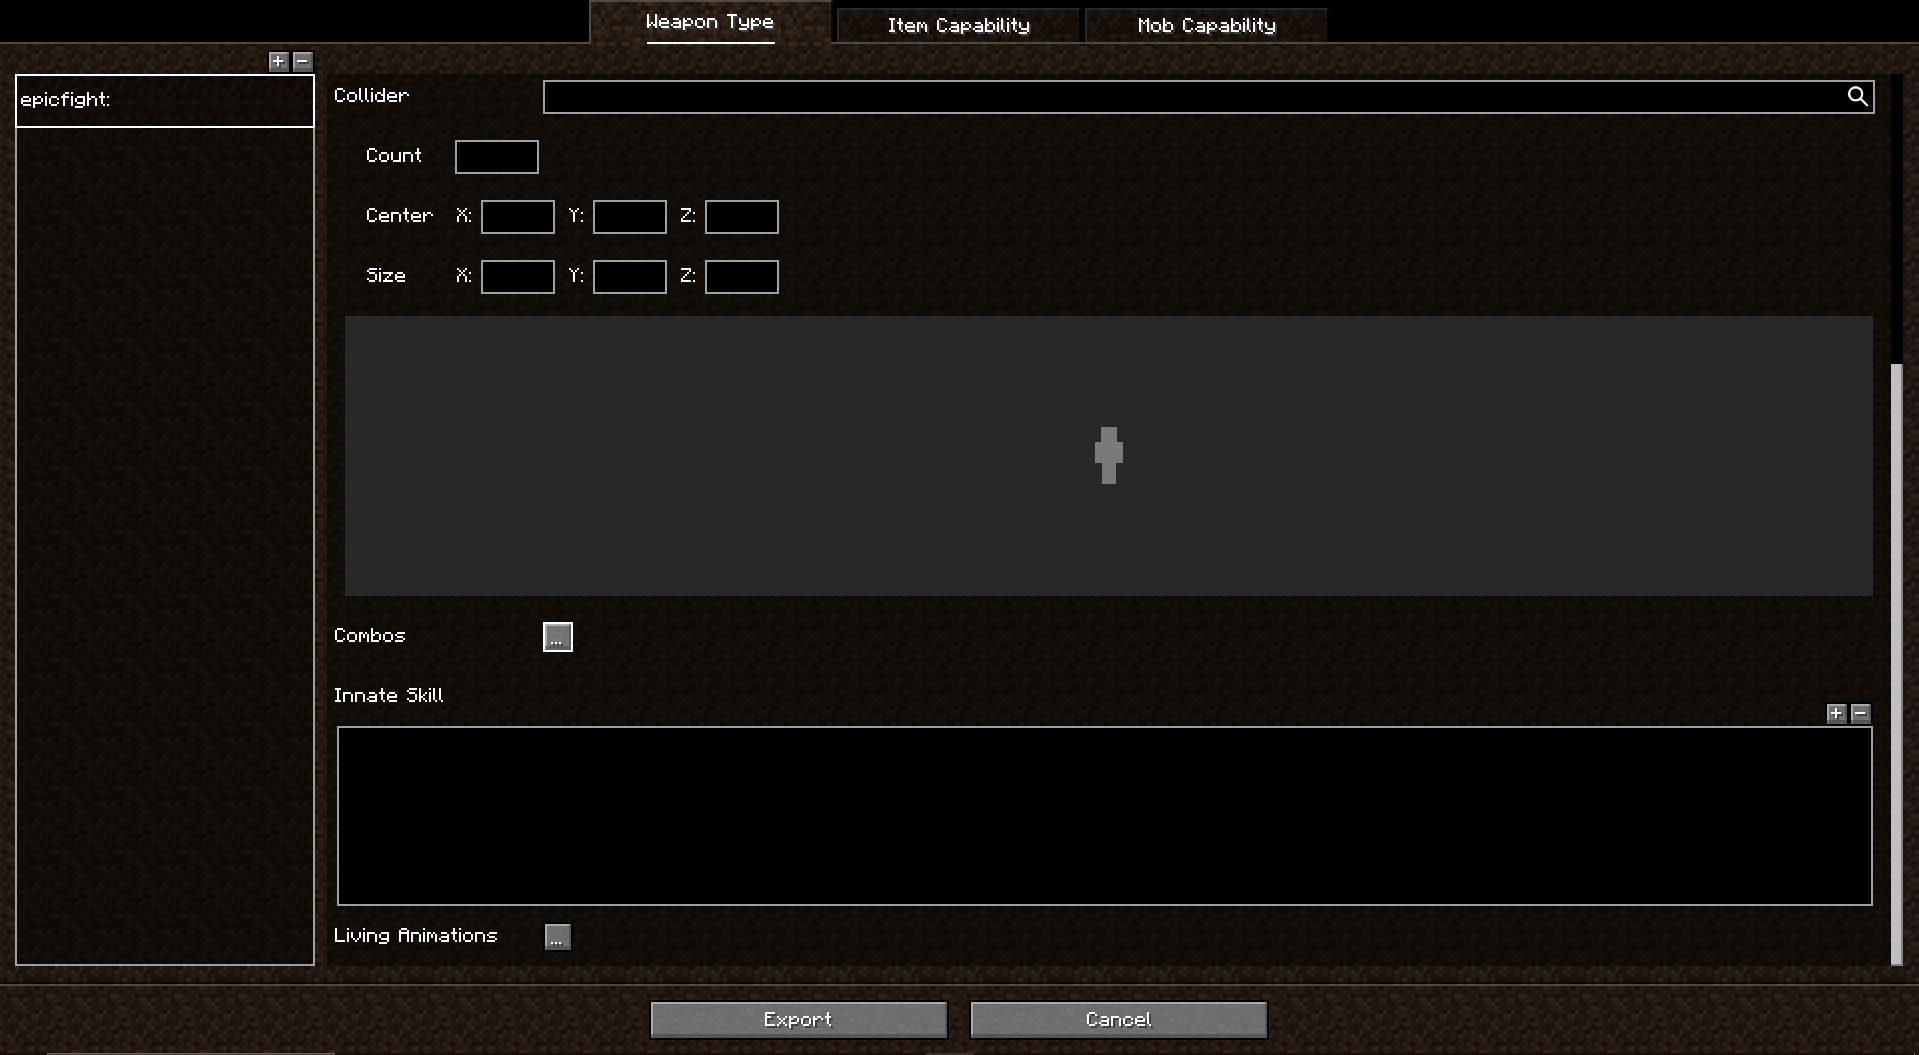 Weapon Type Item Capability Mob Capability
+ -
epicfight:
Collider
Count
Center X: Y: Z:
Size X: Y: Z:
Combos ...
Innate Skill
+ -
Living Animations ...
Export Cancel